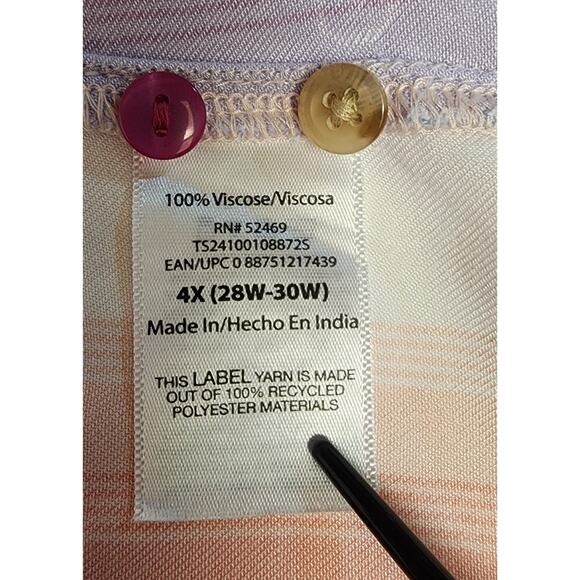 100% Viscose/Viscosa
RN# 52469
TS24100108872S
EAN/UPC 0 88751217439
4X (28W-30W)
Made In/Hecho En India
THIS LABEL YARN IS MADE
OUT OF 100% RECYCLED
POLYESTER MATERIALS